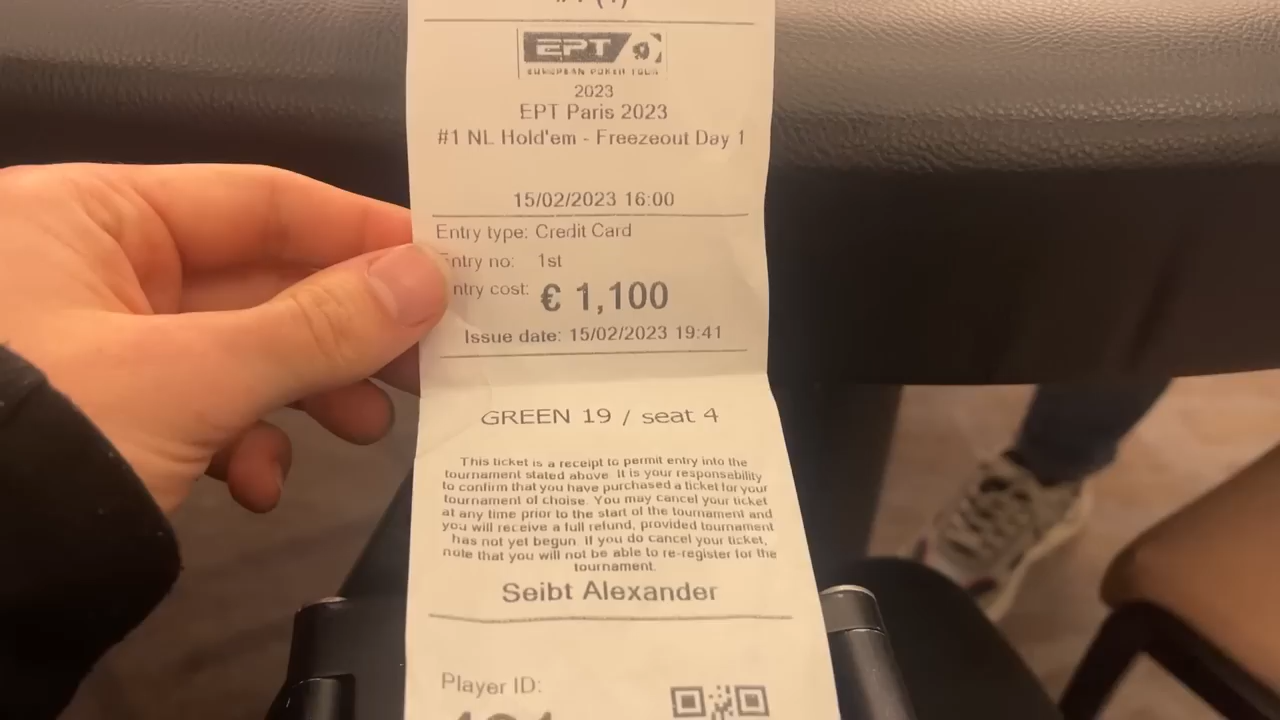 EPT
EUROPEAN POKER TOUR
2023
EPT Paris 2023
#1 NL Hold'em - Freezeout Day 1
15/02/2023 16:00
Entry type: Credit Card
ntry no: 1st
ntry cost: € 1,100
Issue date: 15/02/2023 19:41
GREEN 19 / seat 4
This ticket is a receipt to permit entry into the
tournament stated above. It is your responsability
to confirm that you have purchased a ticket for your
tournament of choise. You may cancel your ticket
at any time prior to the start of the tournament and
you will receive a full refund, provided tournament
has not yet begun. If you do cancel your ticket,
note that you will not be able to re-register for the
tournament.
Seibt Alexander
Player ID: